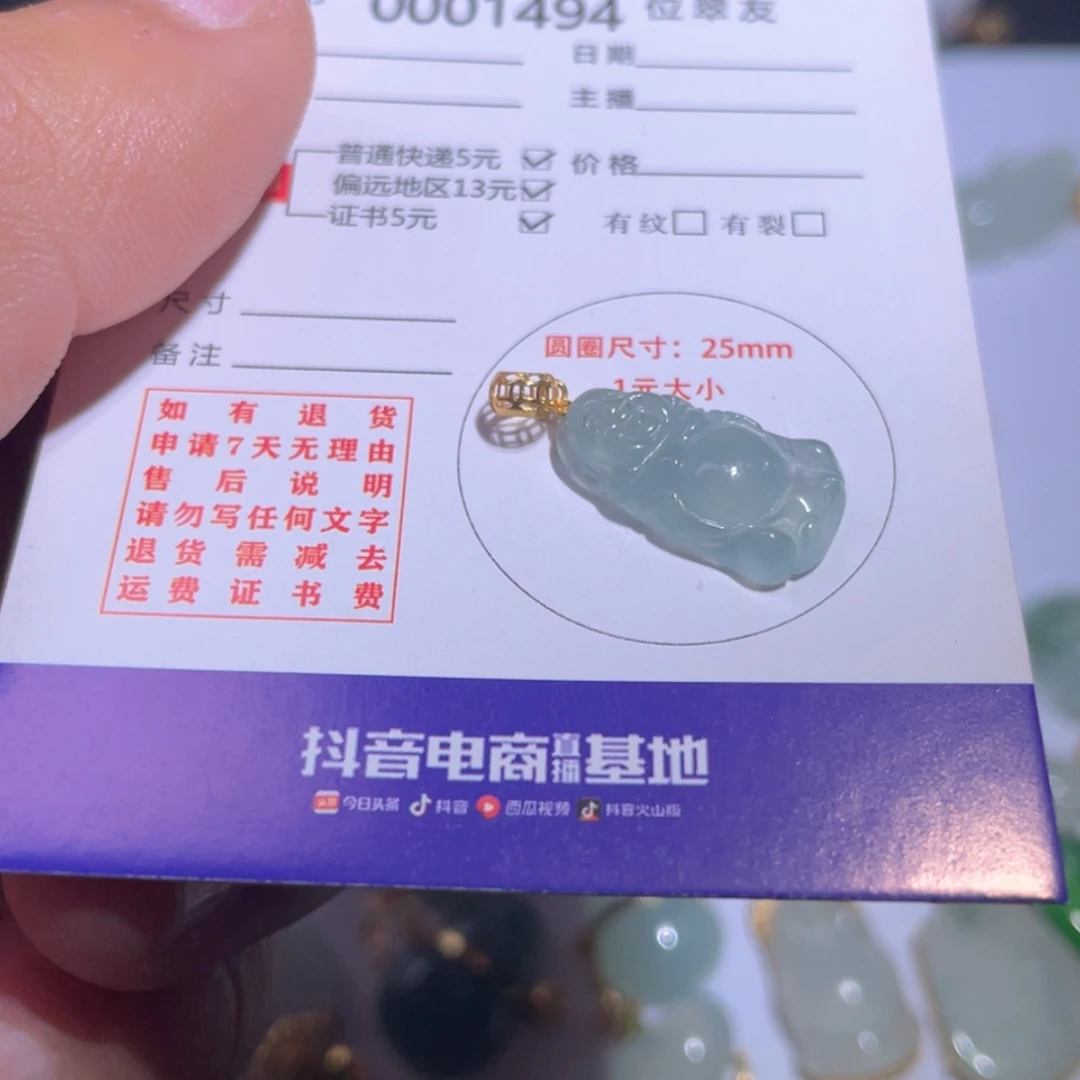 0001494 位翠友
日期
主播
普通快递5元 ☑ 价格
偏远地区13元☑
证书5元 ☑ 有纹□ 有裂□
尺寸
备注
圆圈尺寸：25mm
1元大小
如有退货
申请7天无理由
售后说明
请勿写任何文字
退货需减去
运费证书费
抖音电商直播基地
头条 今日头条 抖音 西瓜视频 抖音火山版